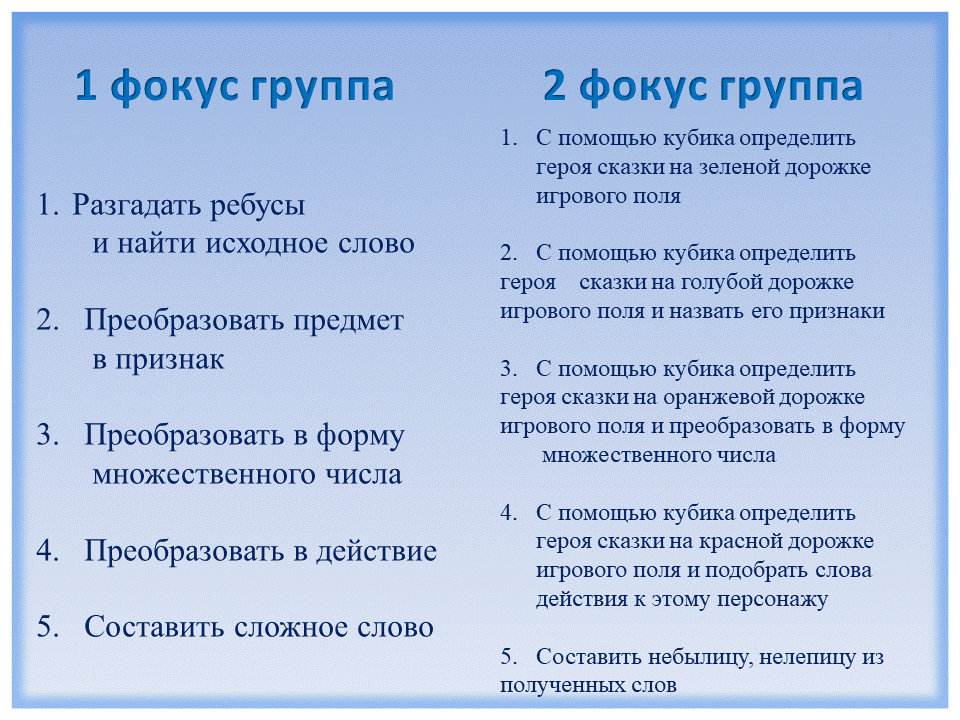 1 фокус группа
1. Разгадать ребусы
и найти исходное слово
2. Преобразовать предмет
в признак
3. Преобразовать в форму
множественного числа
4. Преобразовать в действие
5. Составить сложное слово
2 фокус группа
1. С помощью кубика определить
героя сказки на зеленой дорожке
игрового поля
2. С помощью кубика определить
героя сказки на голубой дорожке
игрового поля и назвать его признаки
3. С помощью кубика определить
героя сказки на оранжевой дорожке
игрового поля и преобразовать в форму
множественного числа
4. С помощью кубика определить
героя сказки на красной дорожке
игрового поля и подобрать слова
действия к этому персонажу
5. Составить небылицу, нелепицу из
полученных слов